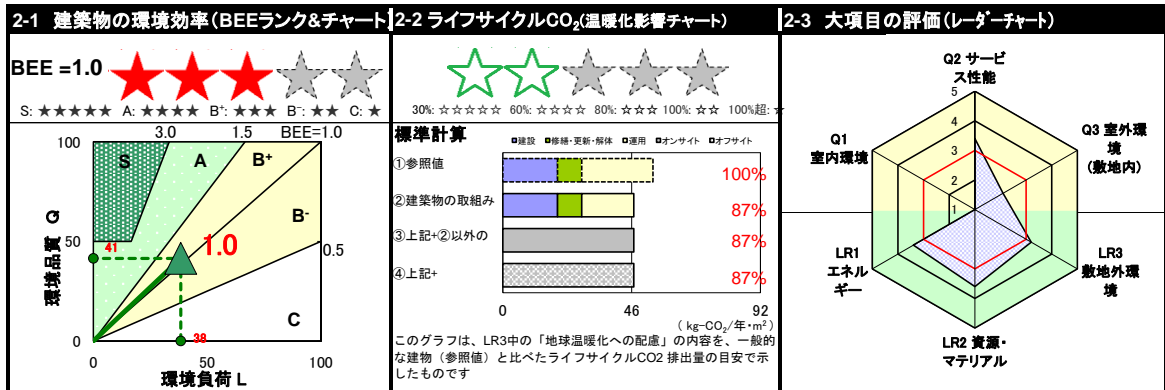 2-1 建築物の環境効率(BEEランク&チャート)
2-2 ライフサイクルCO2(温暖化影響チャート)
2-3 大項目の評価(レーダーチャート)
BEE =1.0
S: ★★★★★ A: ★★★★ B+: ★★★ B-: ★★ C: ★
3.0 1.5 BEE=1.0
100
S
A
B+
B-
0.5
50
41
1.0
C
0
38
0 50 100
環境品質 Q
環境負荷 L
30%: ☆☆☆☆☆ 60%: ☆☆☆☆ 80%: ☆☆☆ 100%: ☆☆ 100%超: ★
標準計算
建設 修繕・更新・解体 運用 オンサイト オフサイト
①参照値 100%
②建築物の取組み 87%
③上記+②以外の 87%
④上記+ 87%
0 46 92
( kg-CO2/年・m2 )
このグラフは、LR3中の「地球温暖化への配慮」の内容を、一般的
な建物(参照値)と比べたライフサイクルCO2 排出量の目安で示
したものです
Q2 サービ
ス性能
Q1
室内環境
Q3 室外環
境
(敷地内)
5
4
3
2
1
LR1
エネル
ギー
LR3
敷地外環
境
LR2 資源・
マテリアル